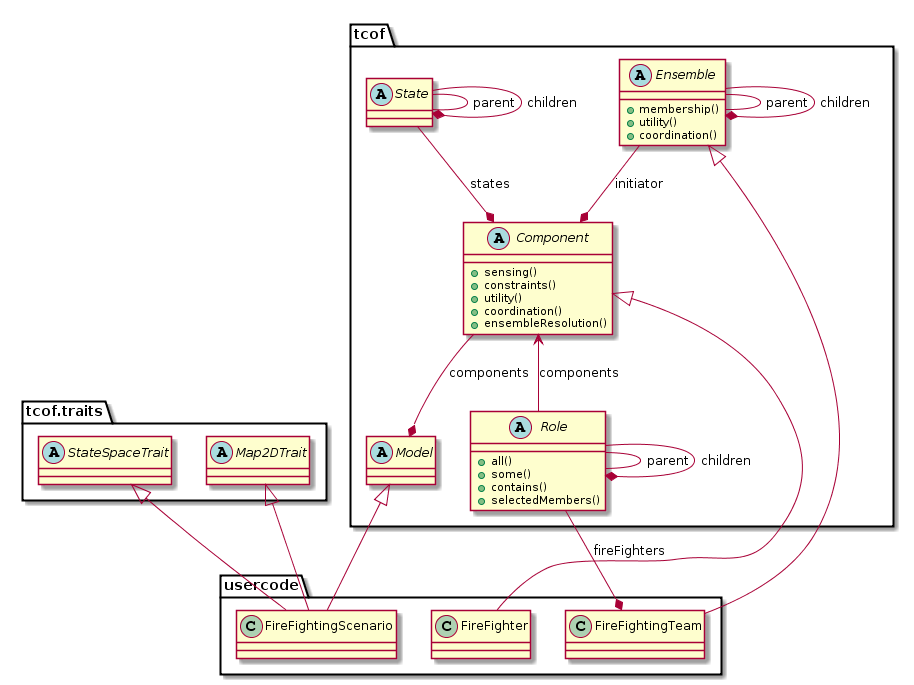 tcof
A State
parent
children
A Ensemble
membership()
utility()
coordination()
parent
children
states
initiator
A Component
sensing()
constraints()
utility()
coordination()
ensembleResolution()
components
components
tcof.traits
A StateSpaceTrait
A Map2DTrait
A Model
A Role
all()
some()
contains()
selectedMembers()
parent
children
fireFighters
usercode
C FireFightingScenario
C FireFighter
C FireFightingTeam